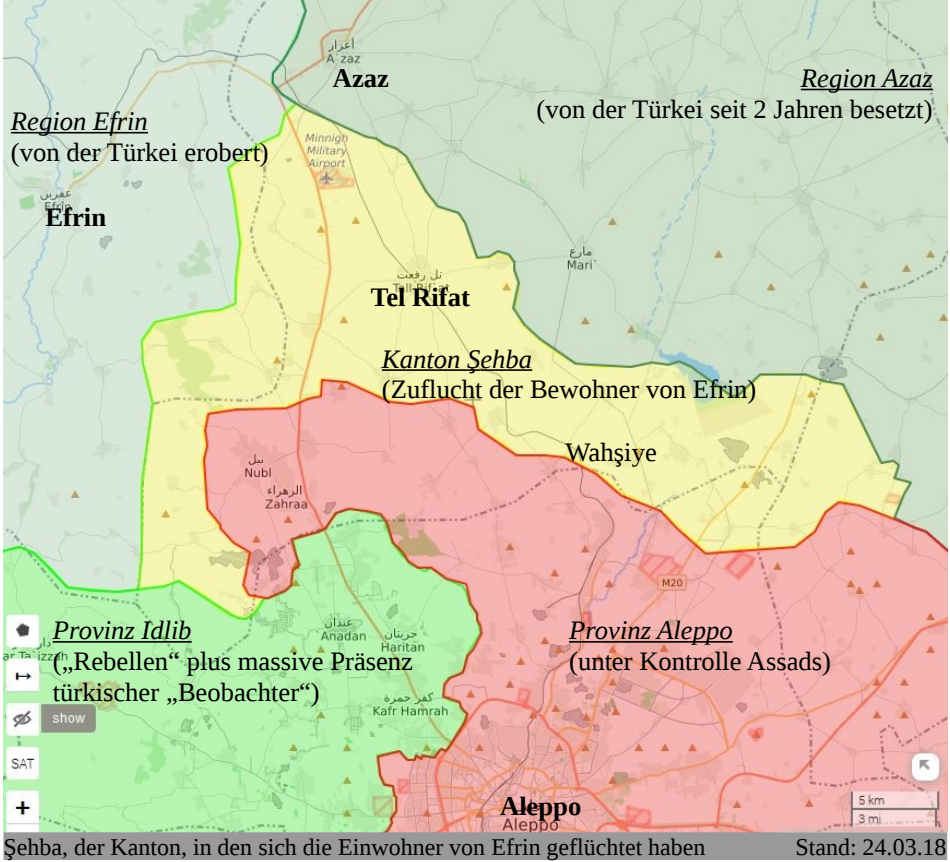 أعزاز
A`zaz
Azaz
Region Azaz
(von der Türkei seit 2 Jahren besetzt)
Region Efrin
(von der Türkei erobert)
Minnigh
Military
Airport
عفرين
Efrîn
Efrin
مارع
Mari`
تل رفعت
Tall Rif`at
Tel Rifat
Kanton Şehba
(Zuflucht der Bewohner von Efrin)
Wahşiye
نبل
Nubl
الزهراء
Zahraa
M20
Provinz Idlib
(„Rebellen“ plus massive Präsenz
türkischer „Beobachter“)
عندان
Anadan
حريتان
Haritan
Provinz Aleppo
(unter Kontrolle Assads)
كفر حمرة
Kafr Hamrah
show
SAT
+
Aleppo
Aleppo
5 km
3 mi
Şehba, der Kanton, in den sich die Einwohner von Efrin geflüchtet haben
Stand: 24.03.18